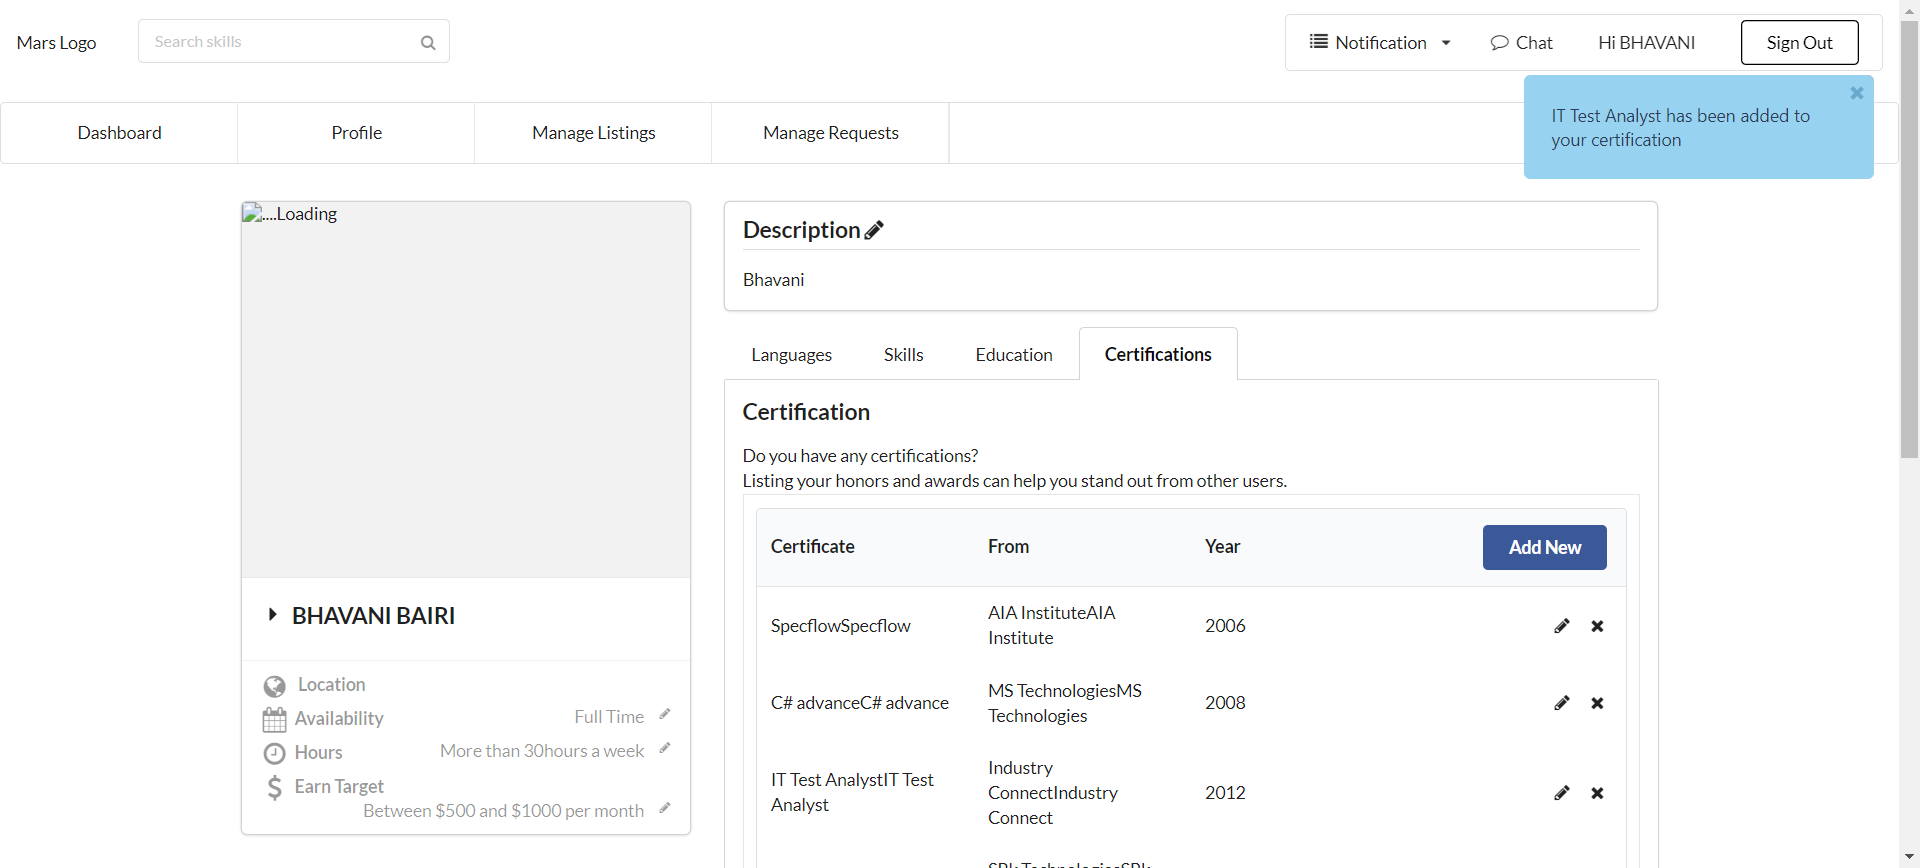 Mars Logo
Search skills
Notification
Chat
Hi BHAVANI
Sign Out
IT Test Analyst has been added to
your certification
Dashboard
Profile
Manage Listings
Manage Requests
....Loading
BHAVANI BAIRI
Location
Availability
Full Time
Hours
More than 30hours a week
Earn Target
Between $500 and $1000 per month
Description
Bhavani
Languages
Skills
Education
Certifications
Certification
Do you have any certifications?
Listing your honors and awards can help you stand out from other users.
Certificate
From
Year
Add New
SpecflowSpecflow
AIA InstituteAIA
Institute
2006
C# advanceC# advance
MS TechnologiesMS
Technologies
2008
IT Test AnalystIT Test
Analyst
Industry
ConnectIndustry
Connect
2012